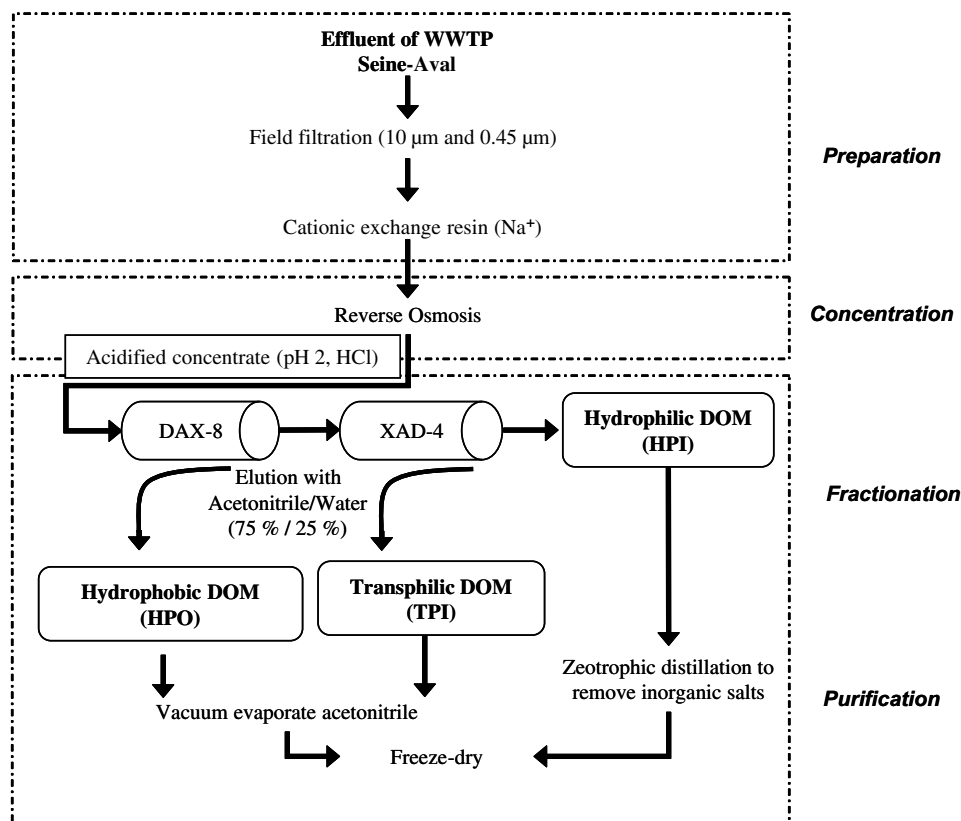 Effluent of WWTP
Seine-Aval
Field filtration (10 µm and 0.45 µm)
Preparation
Cationic exchange resin (Na⁺)
Reverse Osmosis
Concentration
Acidified concentrate (pH 2, HCl)
DAX-8
XAD-4
Hydrophilic DOM
(HPI)
Elution with
Acetonitrile/Water
(75 % / 25 %)
Fractionation
Hydrophobic DOM
(HPO)
Transphilic DOM
(TPI)
Zeotrophic distillation to
remove inorganic salts
Purification
Vacuum evaporate acetonitrile
Freeze-dry